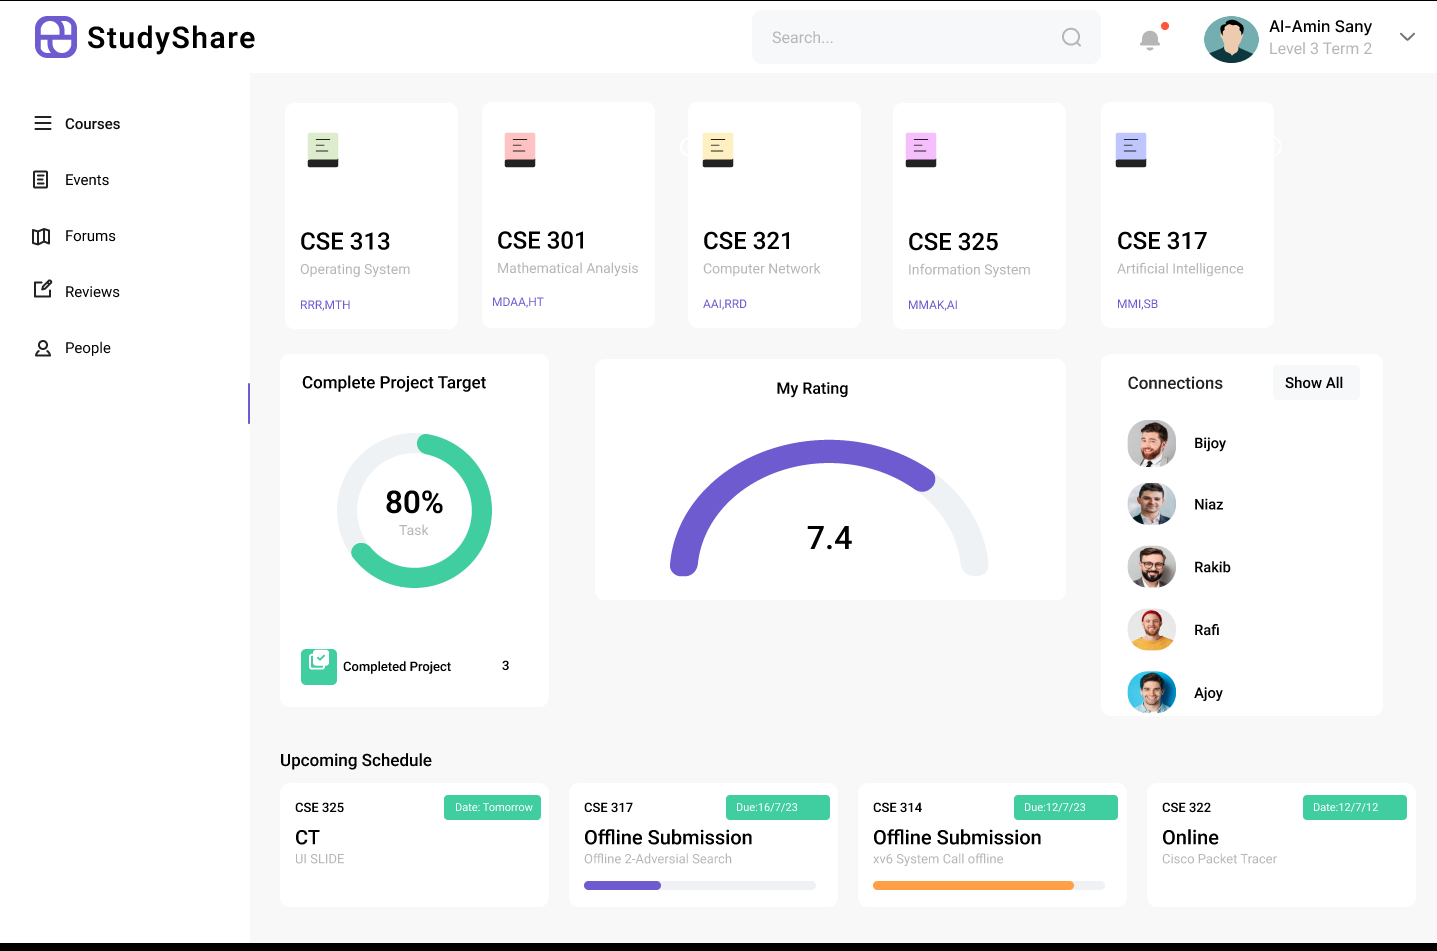 StudyShare
Search...
Al-Amin Sany
Level 3 Term 2
Courses
Events
Forums
Reviews
People
CSE 313
Operating System
RRR,MTH
CSE 301
Mathematical Analysis
MDAA,HT
CSE 321
Computer Network
AAI,RRD
CSE 325
Information System
MMAK,AI
CSE 317
Artificial Intelligence
MMI,SB
Complete Project Target
80%
Task
Completed Project 3
My Rating
7.4
Connections
Show All
Bijoy
Niaz
Rakib
Rafi
Ajoy
Upcoming Schedule
CSE 325
Date: Tomorrow
CT
UI SLIDE
CSE 317
Due:16/7/23
Offline Submission
Offline 2-Adversial Search
CSE 314
Due:12/7/23
Offline Submission
xv6 System Call offline
CSE 322
Date:12/7/12
Online
Cisco Packet Tracer